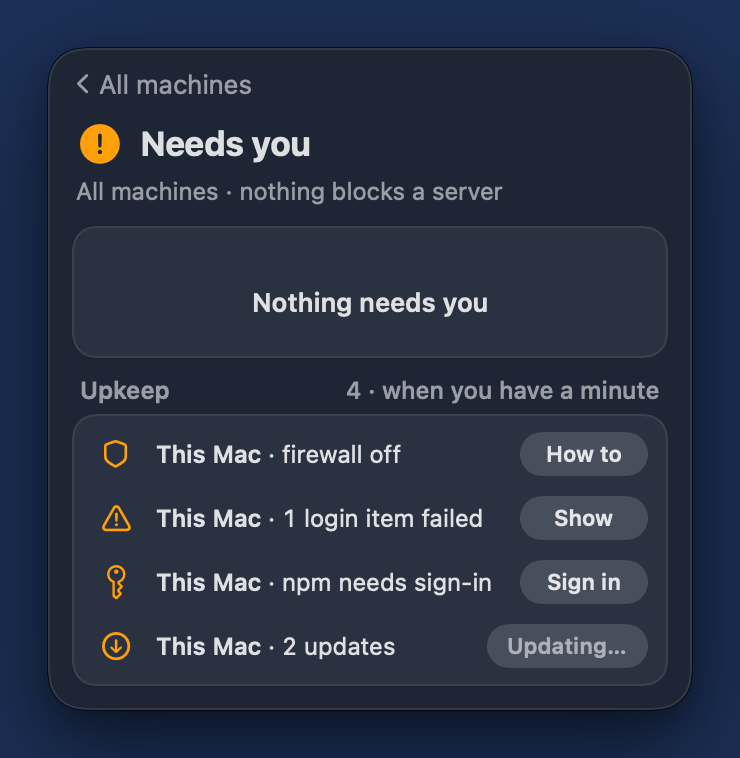 All machines
Needs you
All machines · nothing blocks a server
Nothing needs you
Upkeep 4 · when you have a minute
This Mac · firewall off How to
This Mac · 1 login item failed Show
This Mac · npm needs sign-in Sign in
This Mac · 2 updates Updating...